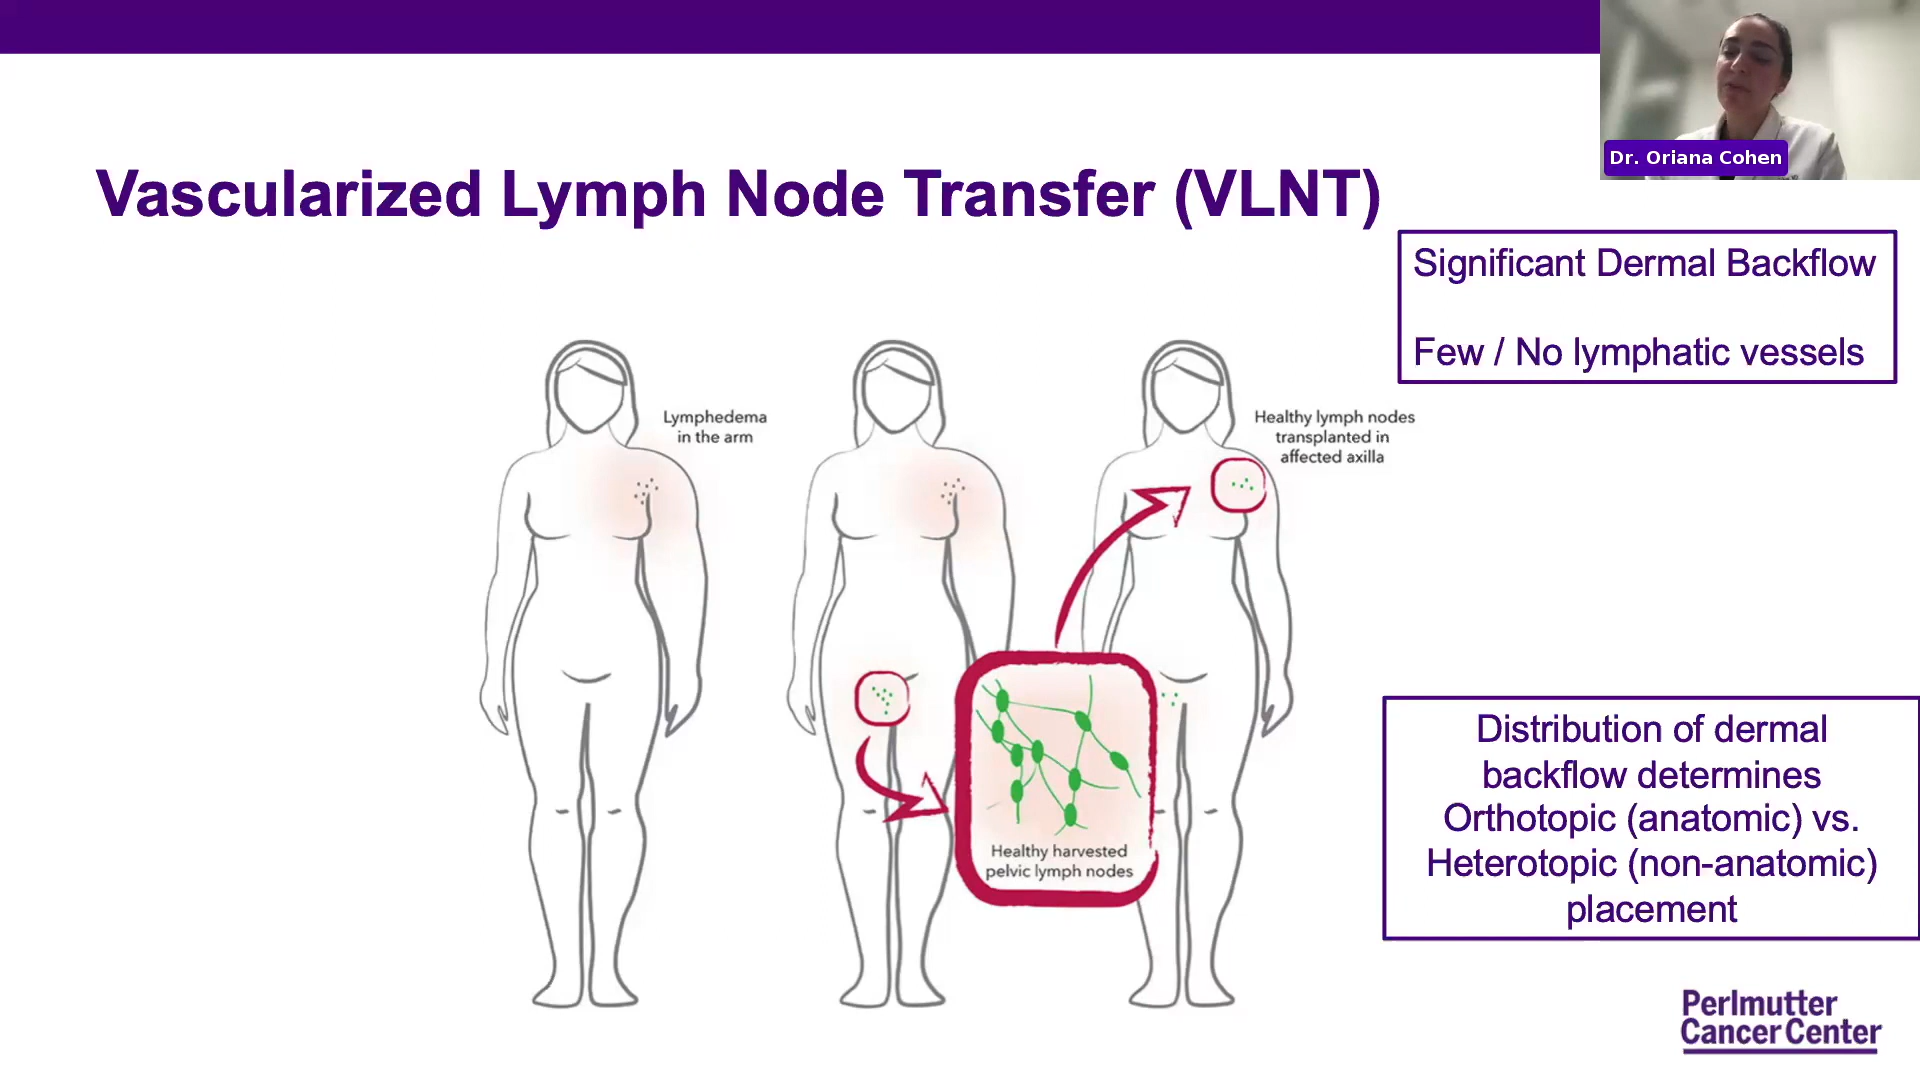 Dr. Oriana Cohen
Vascularized Lymph Node Transfer (VLNT)
Significant Dermal Backflow
Few / No lymphatic vessels
Lymphedema
in the arm
Healthy lymph nodes
transplanted in
affected axilla
Healthy harvested
pelvic lymph nodes
Distribution of dermal
backflow determines
Orthotopic (anatomic) vs.
Heterotopic (non-anatomic)
placement
Perlmutter
Cancer Center